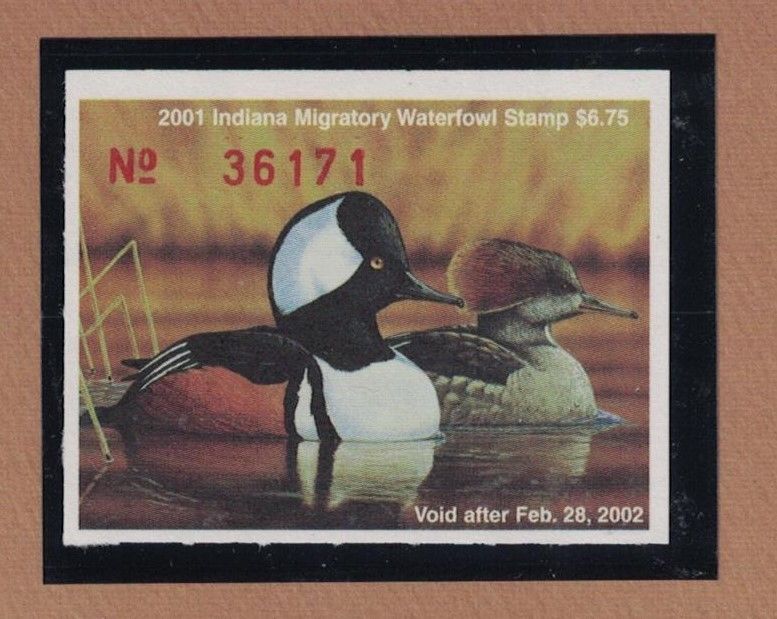 2001 Indiana Migratory Waterfowl Stamp $6.75
Nº 36171
Void after Feb. 28, 2002